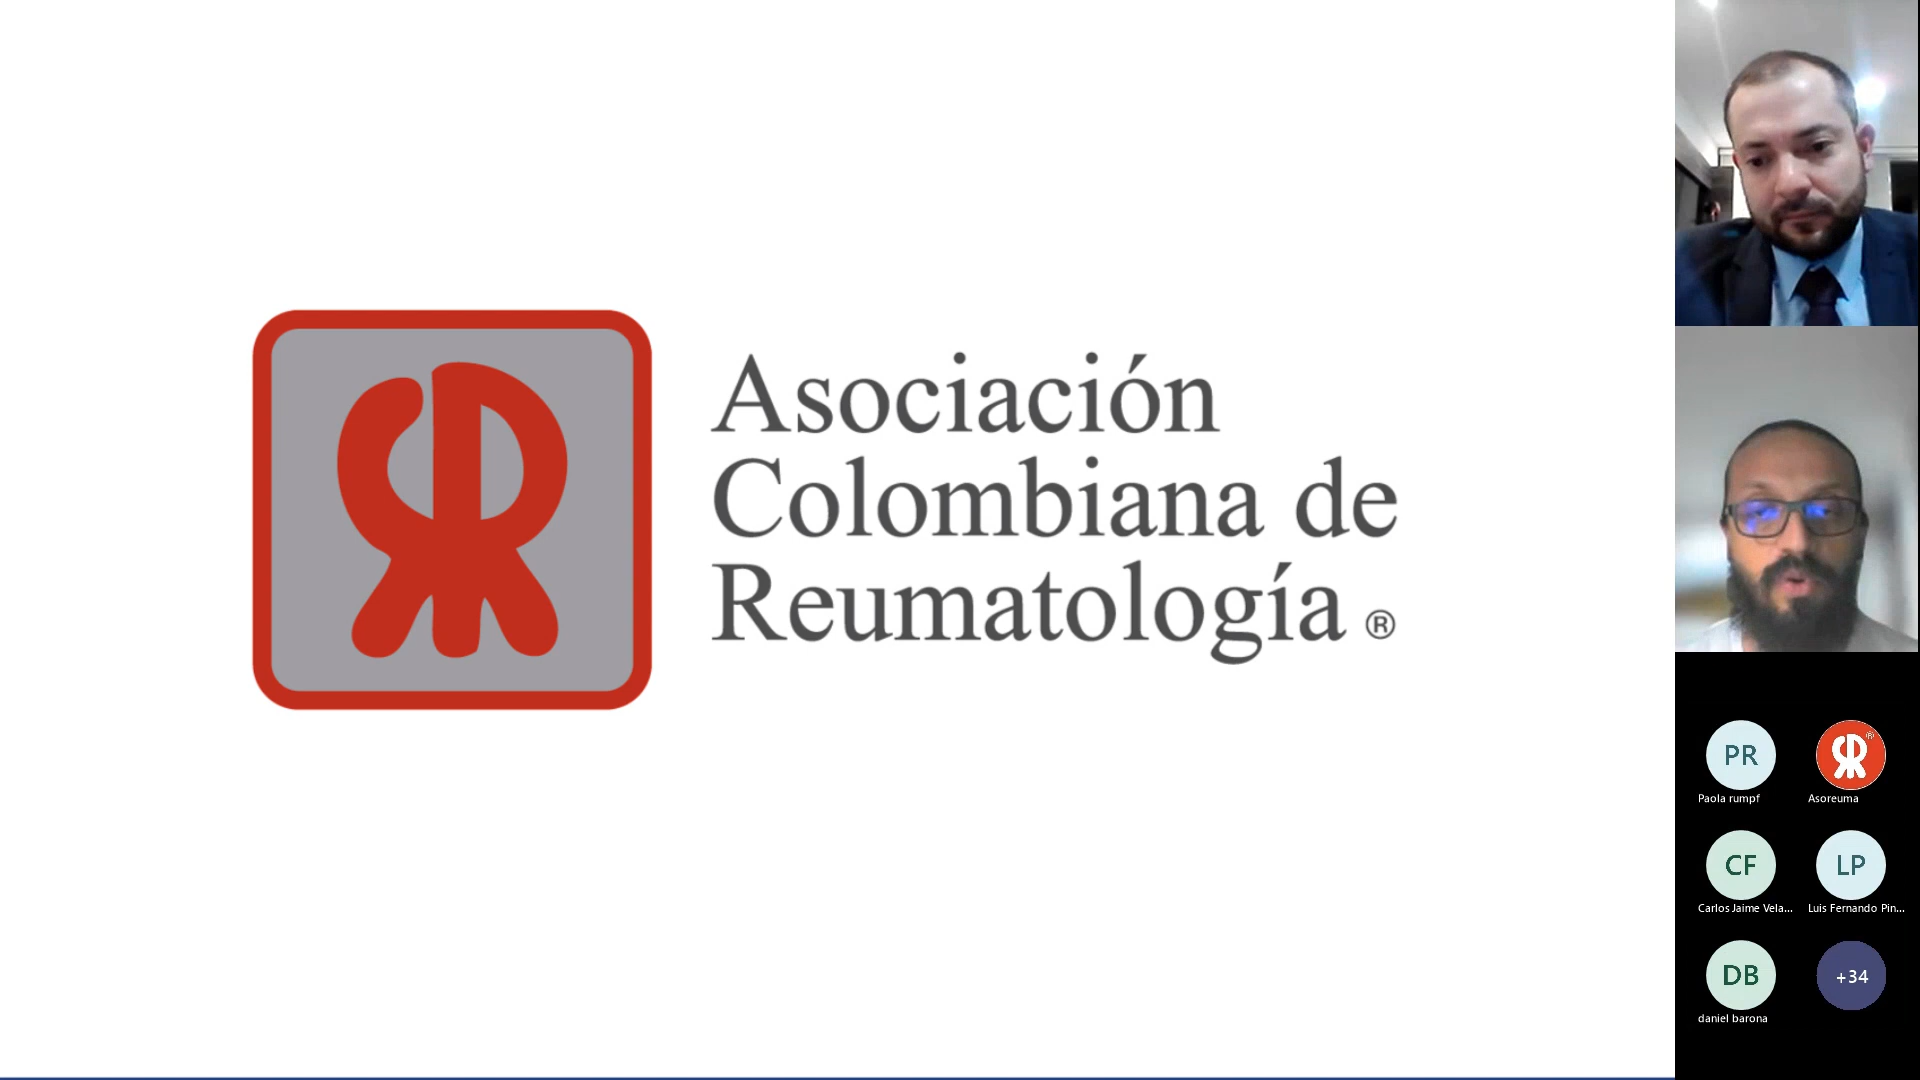 Asociación
Colombiana de
Reumatología ®
PR
Paola rumpf
®
Asoreuma
CF
Carlos Jaime Vela...
LP
Luis Fernando Pin...
DB
daniel barona
+34